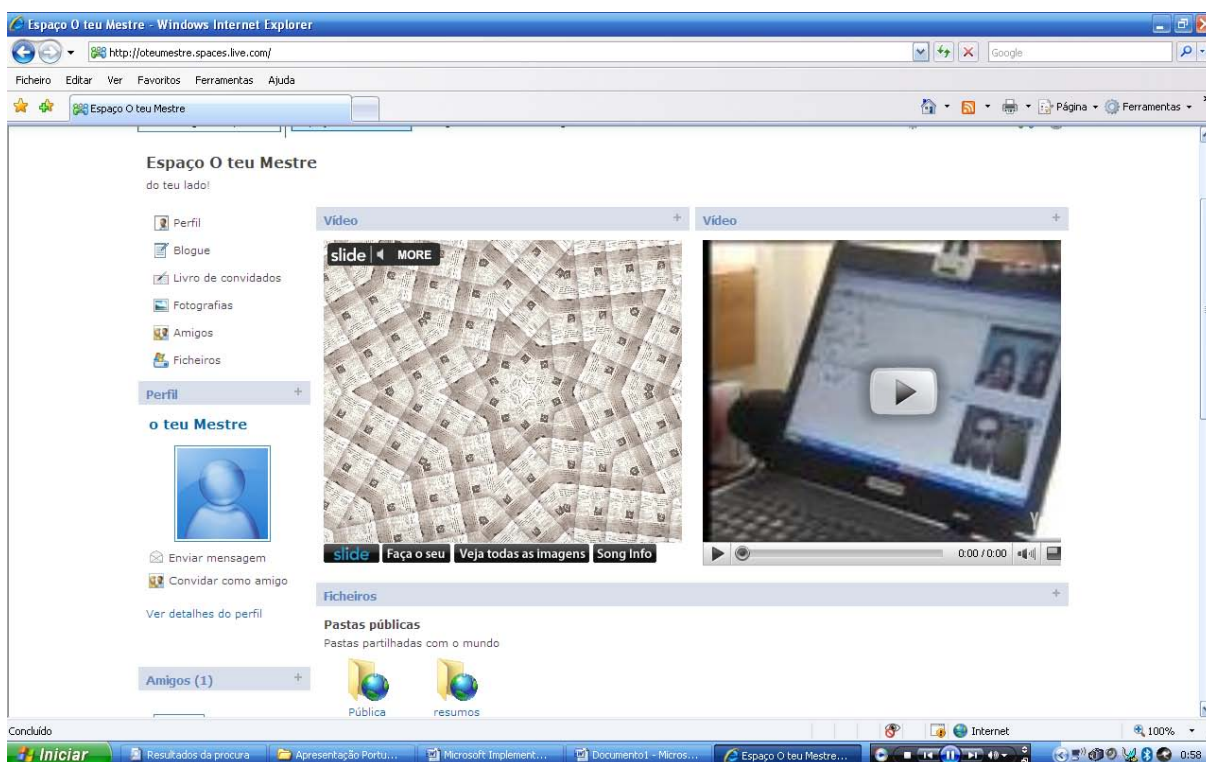 Espaço O teu Mestre - Windows Internet Explorer
http://oteumestre.spaces.live.com/
Google
Ficheiro Editar Ver Favoritos Ferramentas Ajuda
Espaço O teu Mestre
Página
Ferramentas
Espaço O teu Mestre
do teu lado!
Perfil
Blogue
Livro de convidados
Fotografias
Amigos
Ficheiros
Perfil
o teu Mestre
Enviar mensagem
Convidar como amigo
Ver detalhes do perfil
Amigos (1)
Vídeo
slide MORE
slide Faça o seu Veja todas as imagens Song Info
Vídeo
0:00 / 0:00
Ficheiros
Pastas públicas
Pastas partilhadas com o mundo
Pública resumos
Concluído
Internet
100%
Iniciar
Resultados da procura
Apresentação Portu...
Microsoft Implement...
Documento1 - Micros...
Espaço O teu Mestre...
0:58